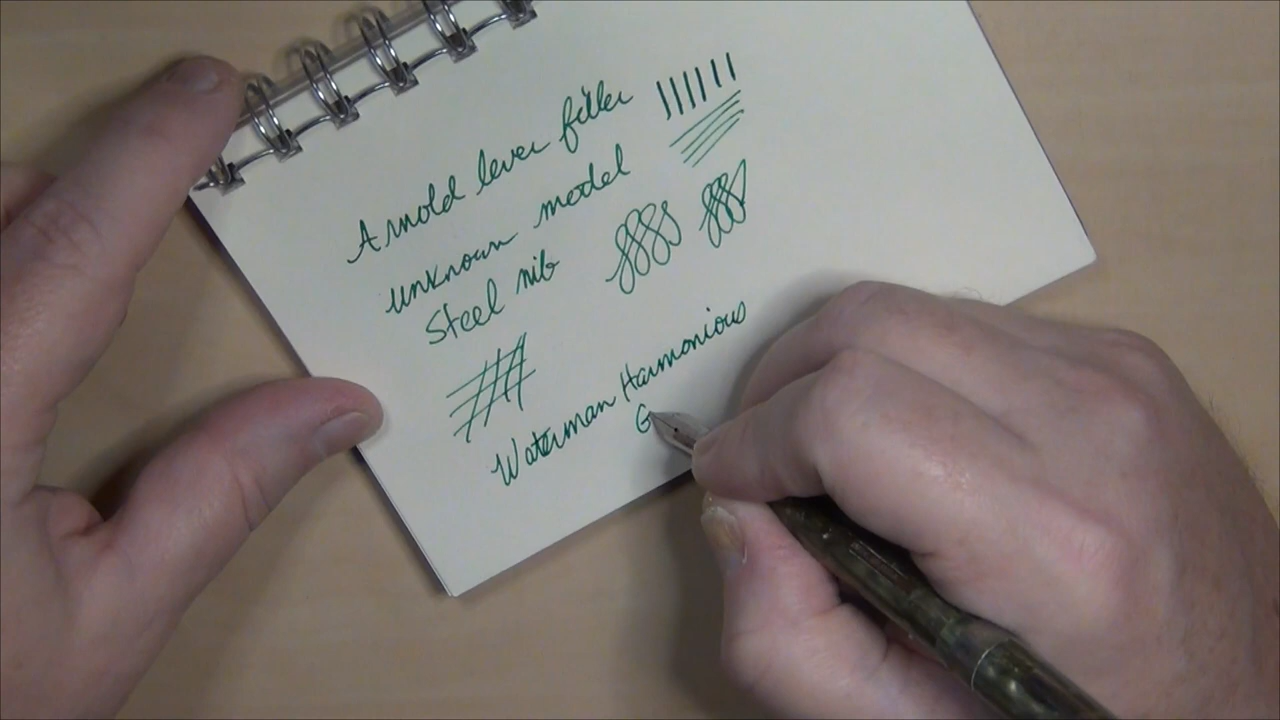 Arnold lever filler
unknown model
Steel nib
Waterman Harmonious
G